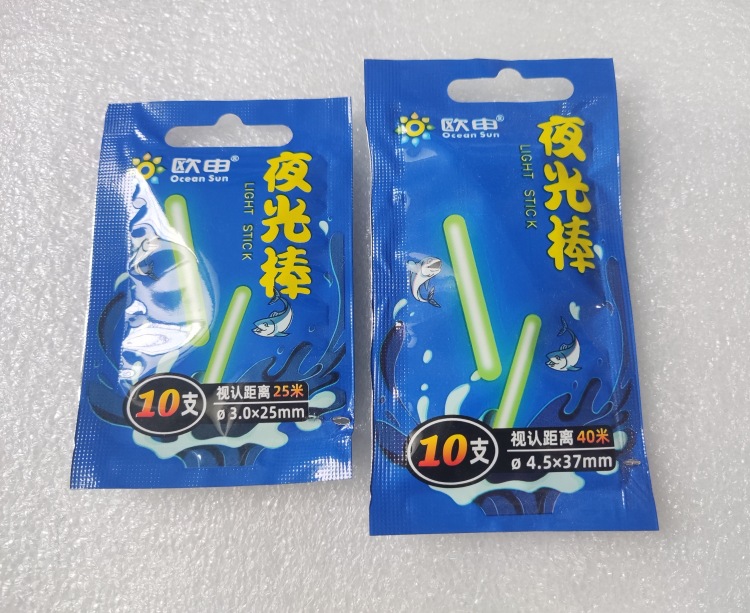 欧申®
Ocean Sun
夜光棒
LIGHT STICK
10支
视认距离 25米
ø 3.0×25mm
欧申®
Ocean Sun
夜光棒
LIGHT STICK
10支
视认距离 40米
ø 4.5×37mm